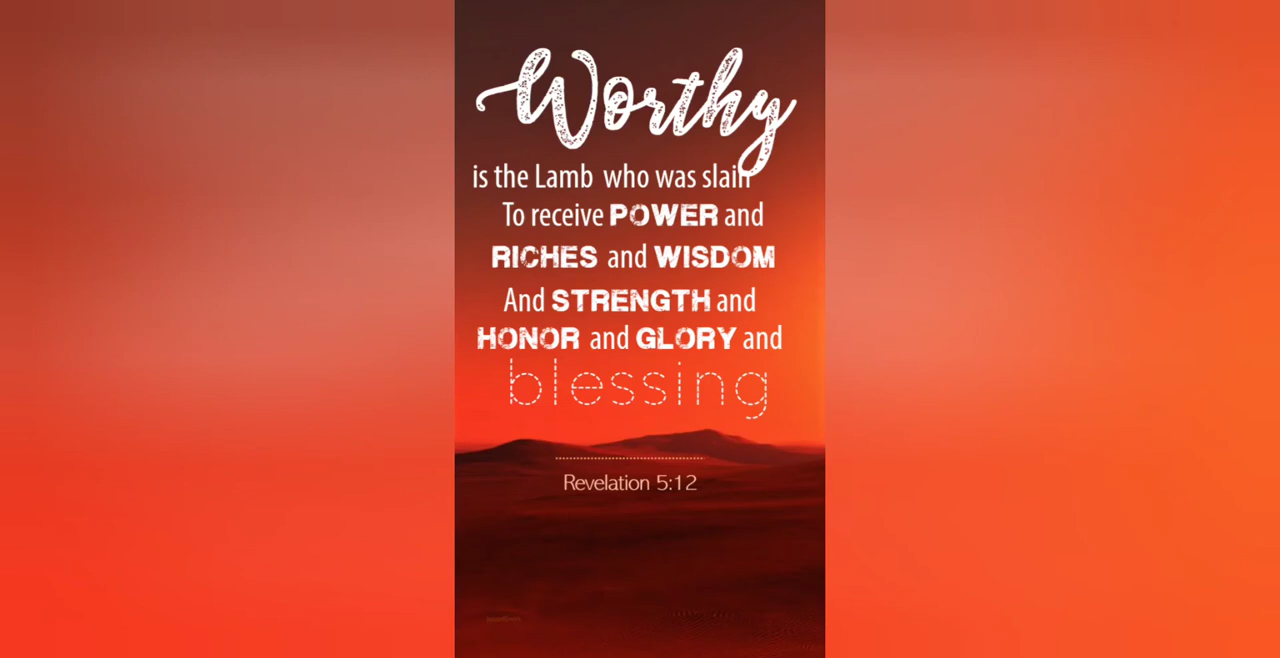 Worthy
is the Lamb who was slain
To receive POWER and
RICHES and WISDOM
And STRENGTH and
HONOR and GLORY and
blessing
Revelation 5:12